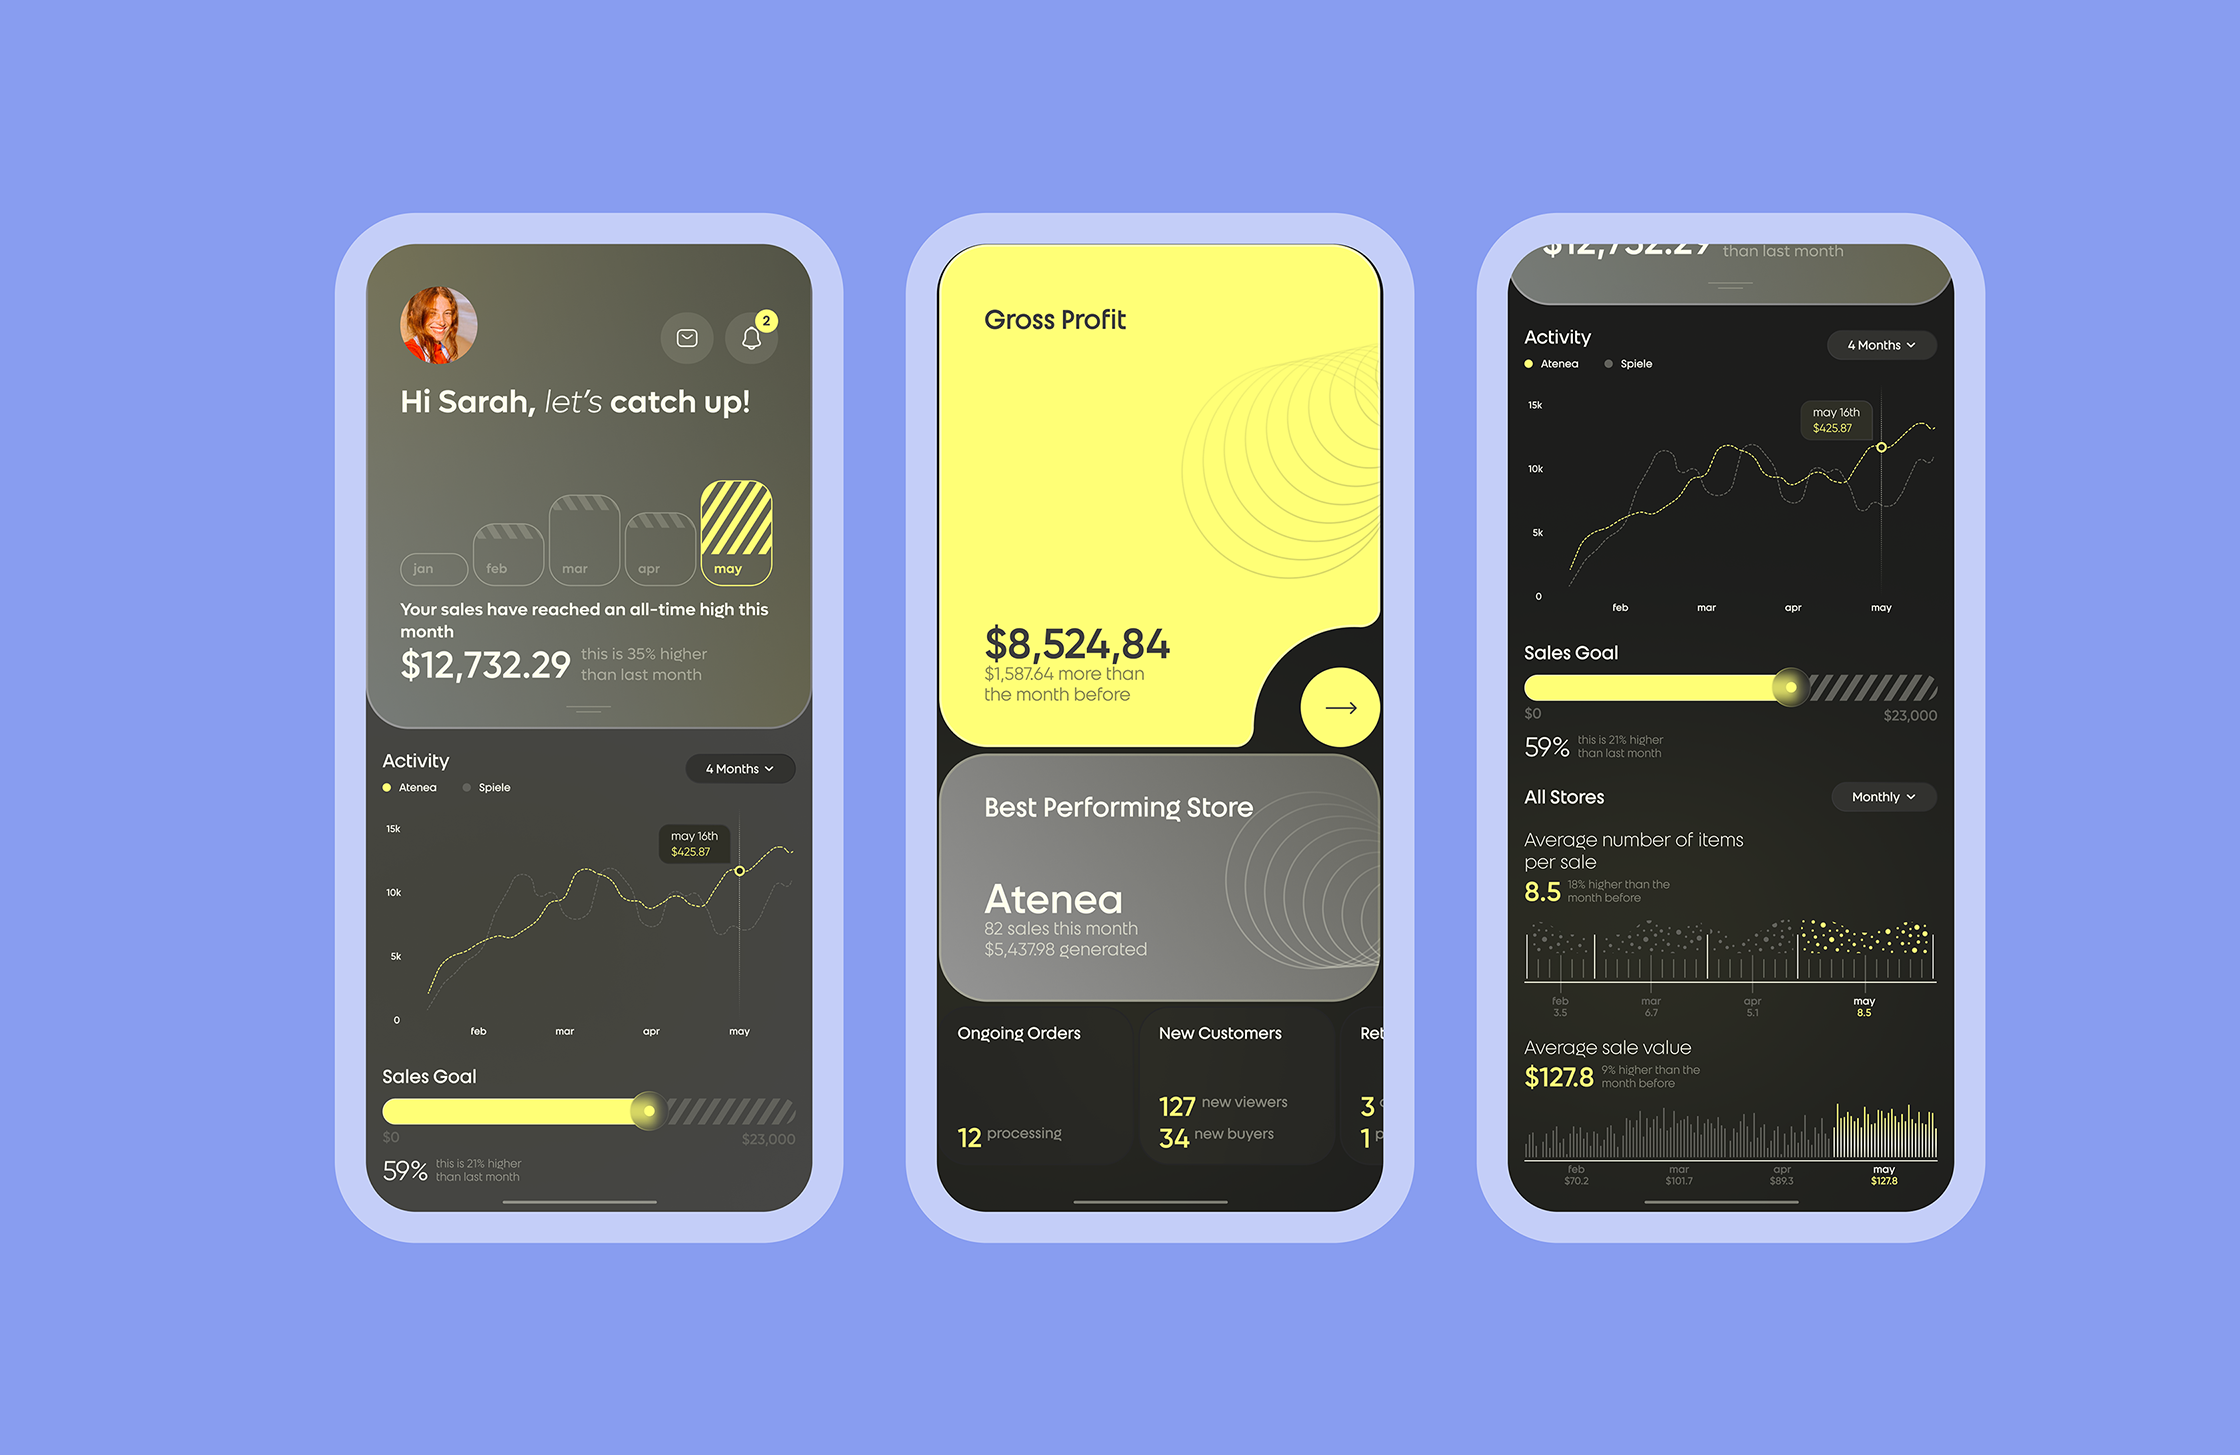 2
Hi Sarah, let's catch up!
jan
feb
mar
apr
may
Your sales have reached an all-time high this
month
$12,732.29
this is 35% higher
than last month
Activity
4 Months
Atenea
Spiele
15k
may 16th
$425.87
10k
5k
0
feb
mar
apr
may
Sales Goal
$0
$23,000
59%
this is 21% higher
than last month
Gross Profit
$8,524,84
$1,587.64 more than
the month before
Best Performing Store
Atenea
82 sales this month
$5,437.98 generated
Ongoing Orders
12 processing
New Customers
127 new viewers
34 new buyers
Ret
3
1
$12,732.29
than last month
Activity
4 Months
Atenea
Spiele
15k
may 16th
$425.87
10k
5k
0
feb
mar
apr
may
Sales Goal
$0
$23,000
59%
this is 21% higher
than last month
All Stores
Monthly
Average number of items
per sale
8.5
18% higher than the
month before
feb
mar
apr
may
3.5
6.7
5.1
8.5
Average sale value
$127.8
9% higher than the
month before
feb
mar
apr
may
$70.2
$101.7
$89.3
$127.8